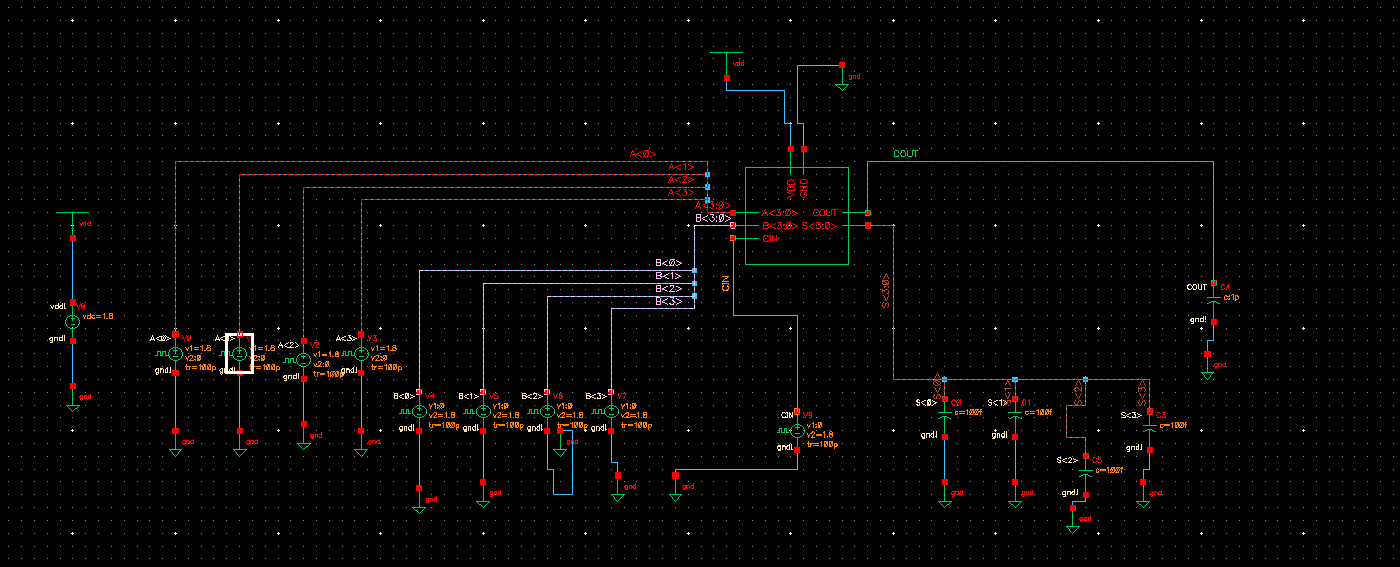 vdd
gnd
COUT
A<0>
A<1>
A<2>
A<3>
VDD
GND
A<3:0>
A<3:0>
COUT
B<3:0>
B<3:0>
S<3:0>
CIN
vdd
B<0>
B<1>
B<2>
B<3>
CIN
S<3:0>
COUT
C4
c=1p
vdd!
vdc=1.8
gnd!
gnd!
A<0>
V0
v1=1.8
v2:0
tr=100p
gnd!
v1=1.8
v2:0
tr=100p
gnd!
A<2>
V2
v1=1.8
v2:0
tr=100p
gnd!
A<3>
V3
v1=1.8
v2:0
tr=100p
gnd!
gnd
B<0>
V4
v1:0
v2=1.8
tr=100p
gnd!
B<1>
V5
v1:0
v2=1.8
tr=100p
gnd!
B<2>
V6
v1:0
v2=1.8
tr=100p
gnd!
B<3>
V7
v1:0
v2=1.8
tr=100p
gnd!
CIN
v1:0
v2=1.8
tr=100p
gnd!
S<0>
S<1>
S<2>
S<3>
S<0>
c=100f
gnd!
S<1>
C1
c=100f
gnd!
S<3>
C3
c=100f
gnd!
S<2>
C5
c=100f
gnd!
gnd
gnd
gnd
gnd
gnd
gnd
gnd
gnd
gnd
gnd
gnd
gnd
gnd
gnd